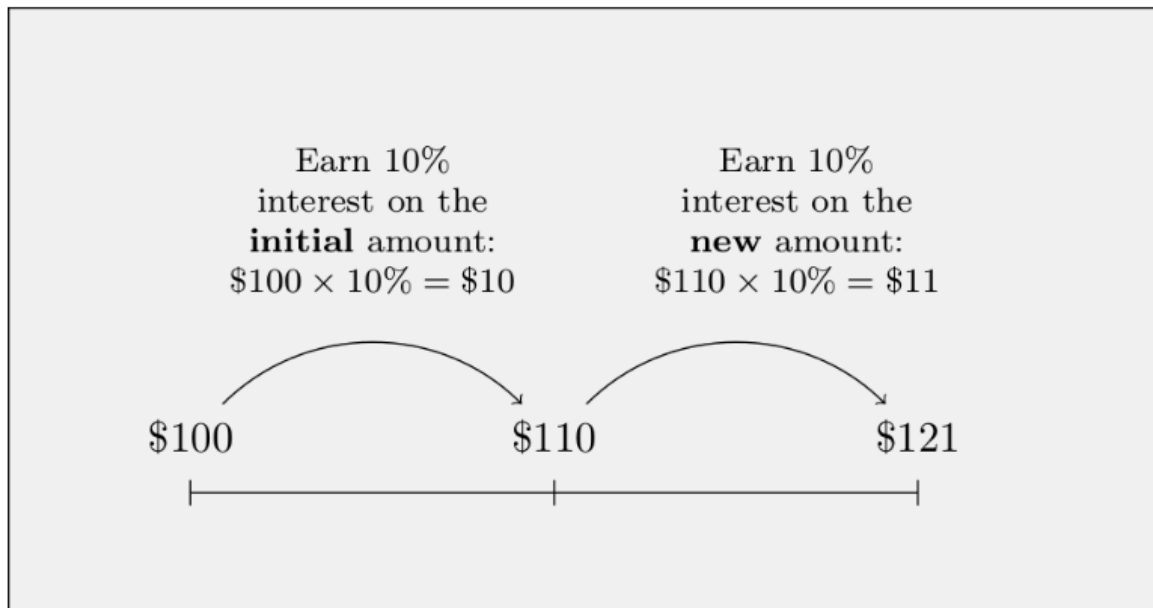 Earn 10%
interest on the
initial amount:
$100 × 10% = $10
Earn 10%
interest on the
new amount:
$110 × 10% = $11
$100
$110
$121